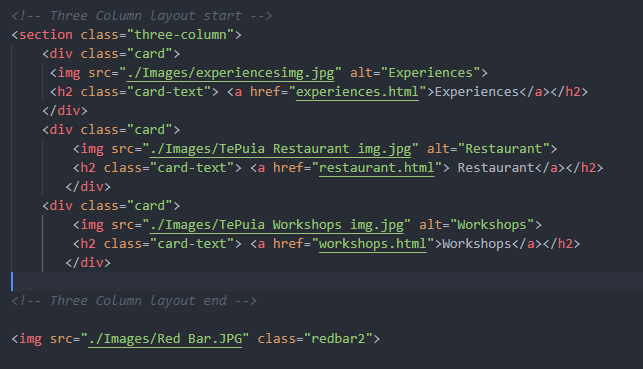 <!-- Three Column layout start -->
<section class="three-column">
    <div class="card">
     <img src="./Images/experiencesimg.jpg" alt="Experiences">
     <h2 class="card-text"> <a href="experiences.html">Experiences</a></h2>
    </div>
    <div class="card">
        <img src="./Images/TePuia Restaurant img.jpg" alt="Restaurant">
        <h2 class="card-text"> <a href="restaurant.html"> Restaurant</a></h2>
       </div>
    <div class="card">
        <img src="./Images/TePuia Workshops img.jpg" alt="Workshops">
        <h2 class="card-text"> <a href="workshops.html">Workshops</a></h2>
       </div>
<!-- Three Column layout end -->
<img src="./Images/Red Bar.JPG" class="redbar2">